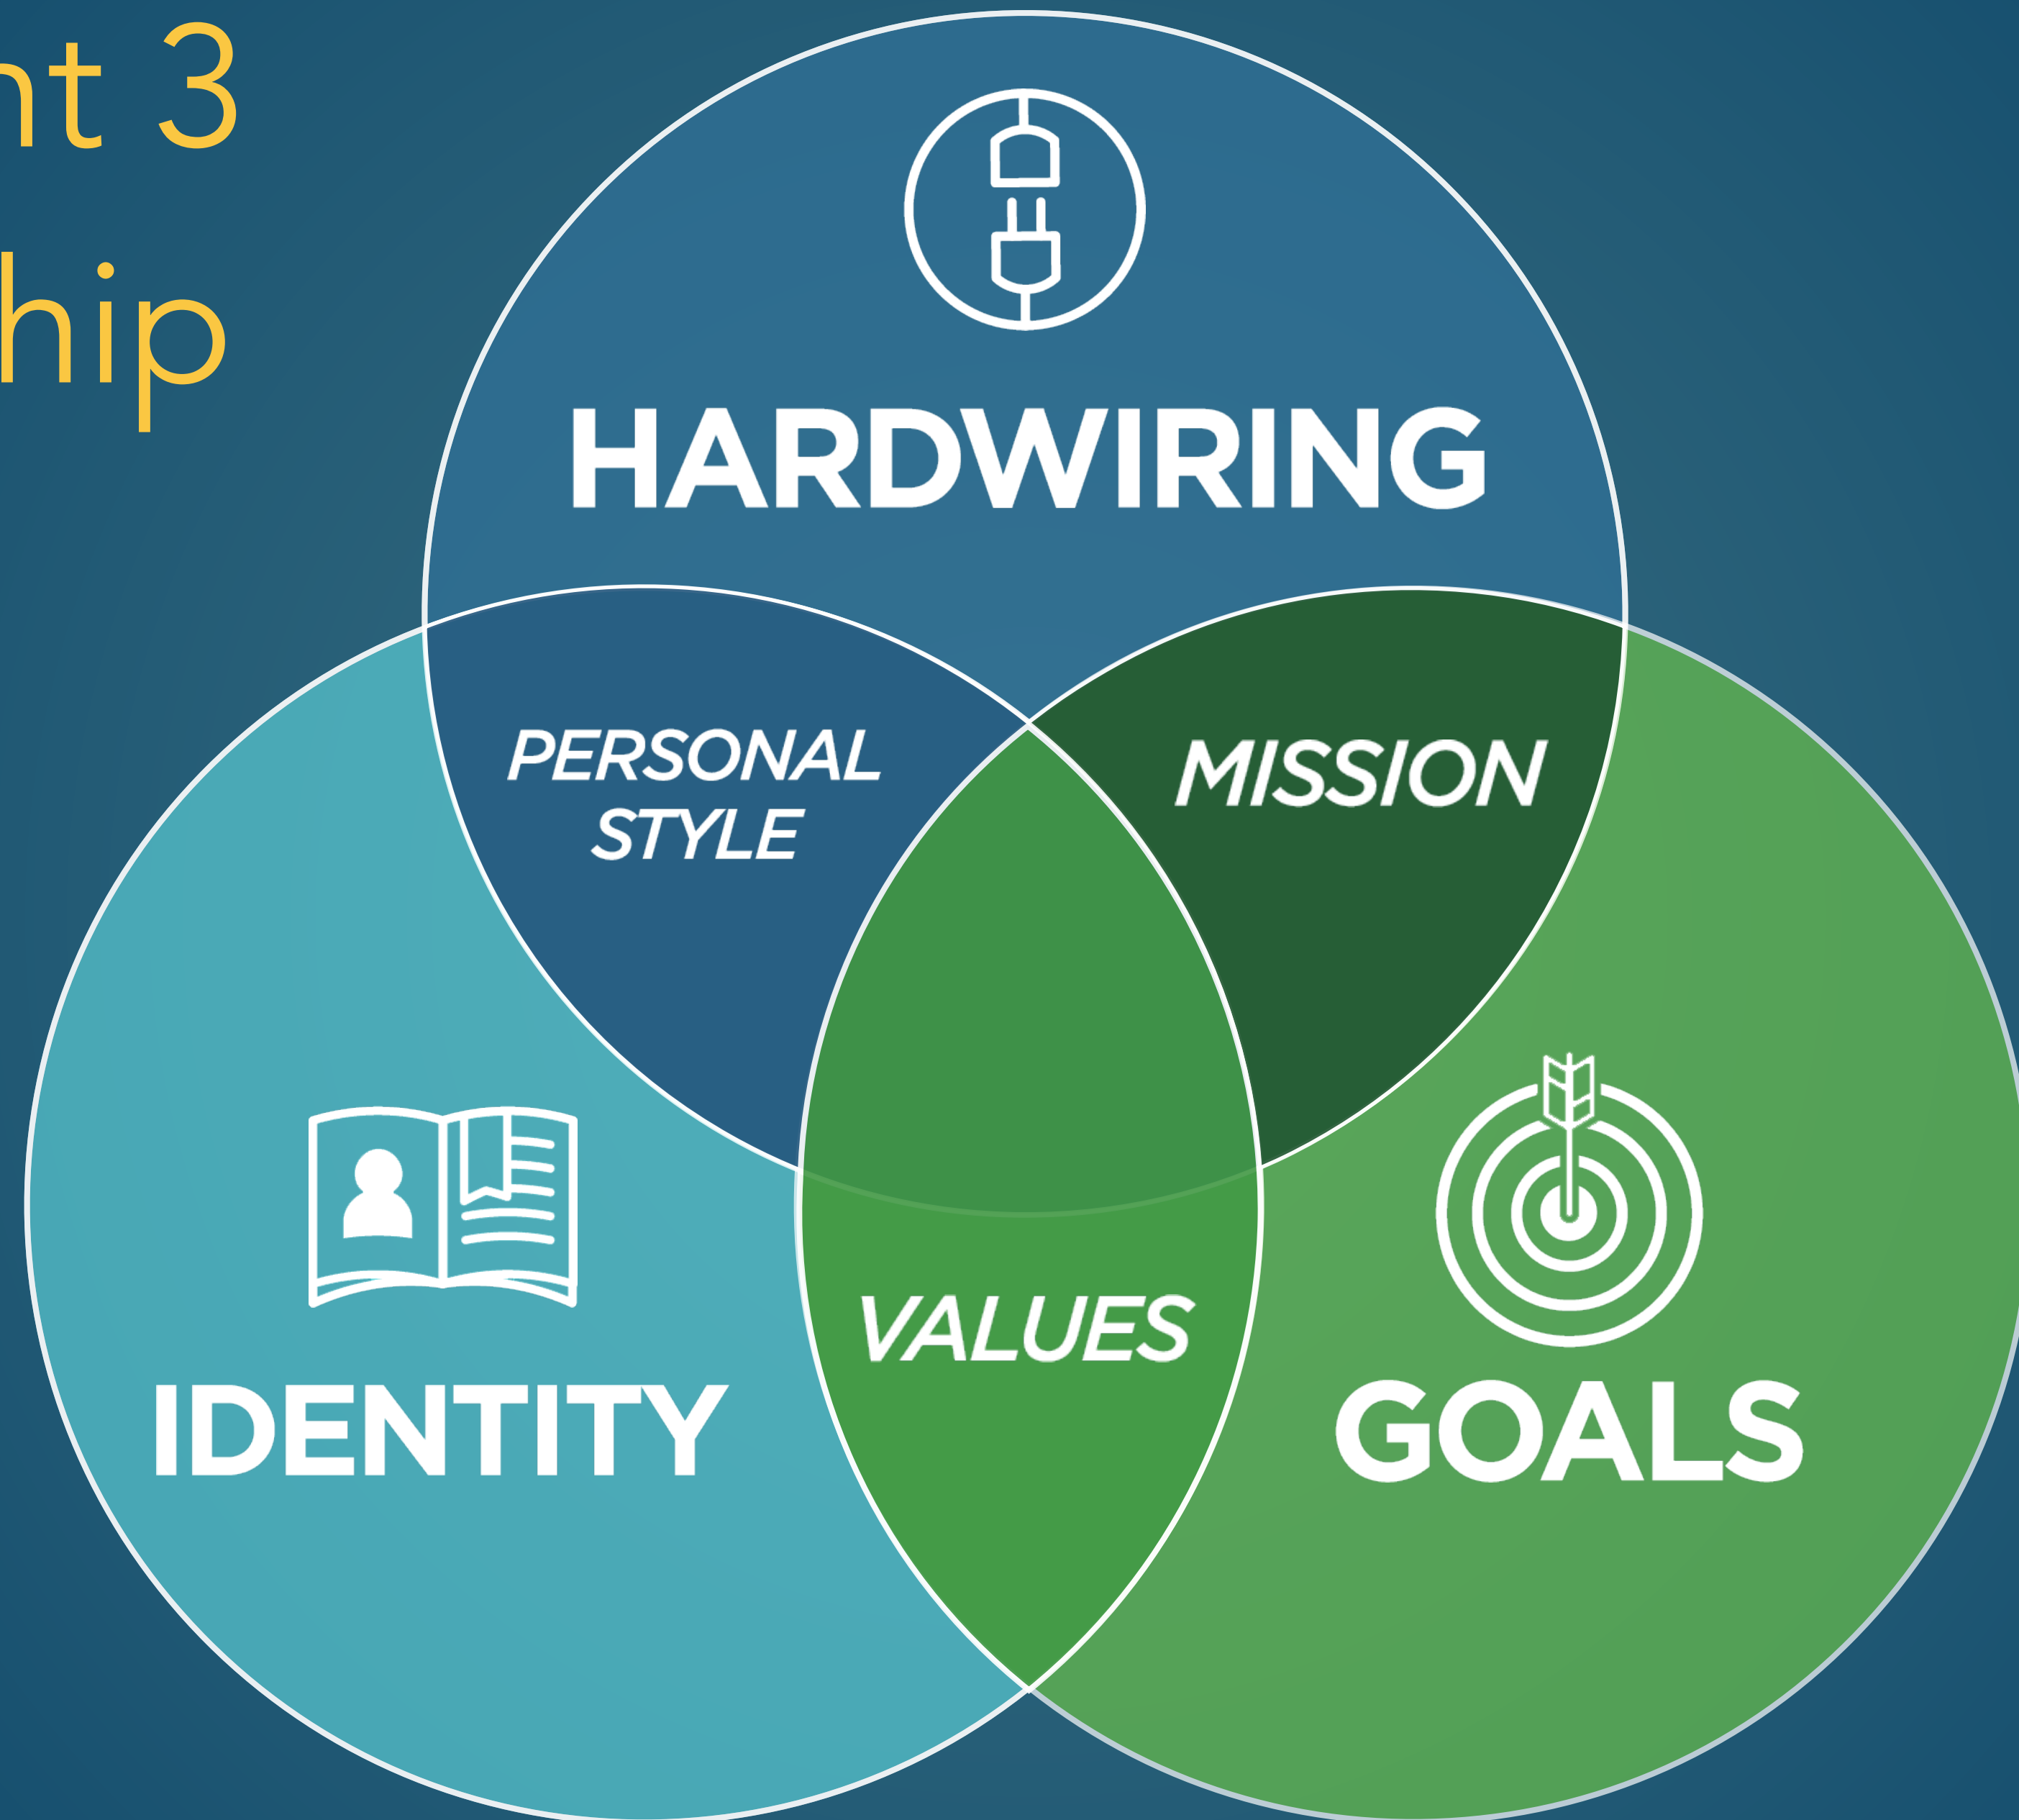 nt 3
hip
HARDWIRING
PERSONAL
STYLE
MISSION
VALUES
IDENTITY
GOALS